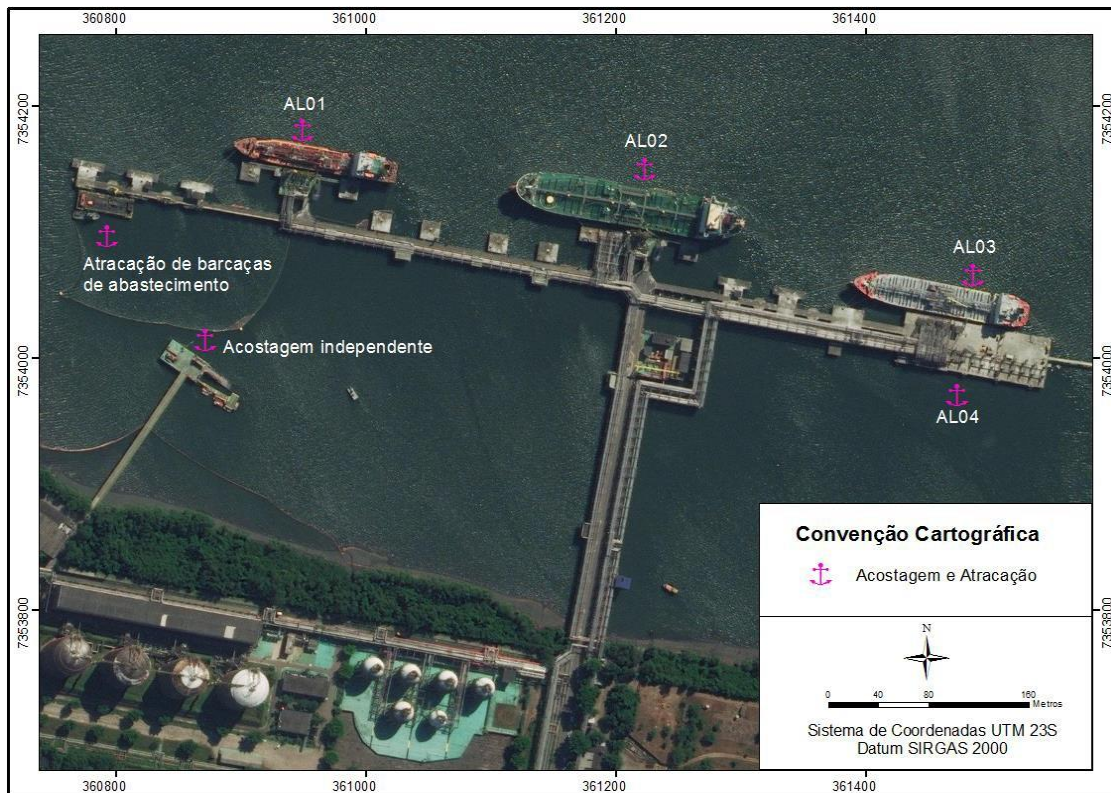 360800 361000 361200 361400
7354200 7354200
AL01
AL02
AL03
Atracação de barcaças
de abastecimento
Acostagem independente
7354000 7354000
AL04
Convenção Cartográfica
Acostagem e Atracação
7353800 7353800
N
0 40 80 160
Metros
Sistema de Coordenadas UTM 23S
Datum SIRGAS 2000
360800 361000 361200 361400